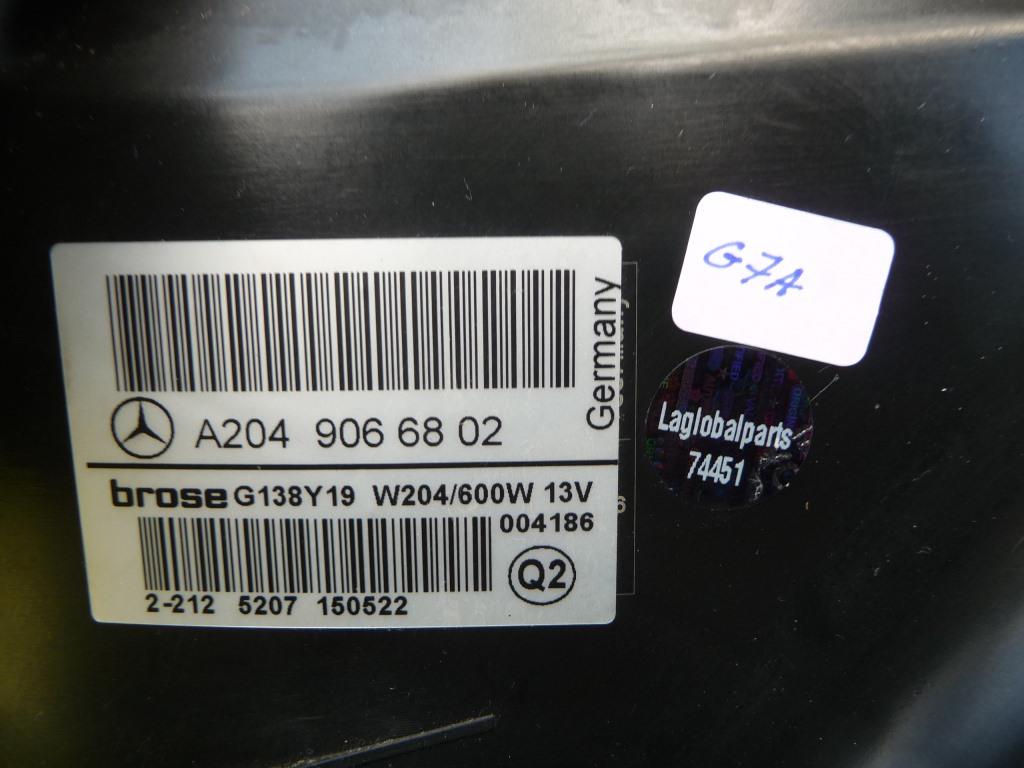 Germany
A204 906 68 02
brose G138Y19 W204/600W 13V
004186
Q2
2-212 5207 150522
G7A
Laglobalparts
74451
6